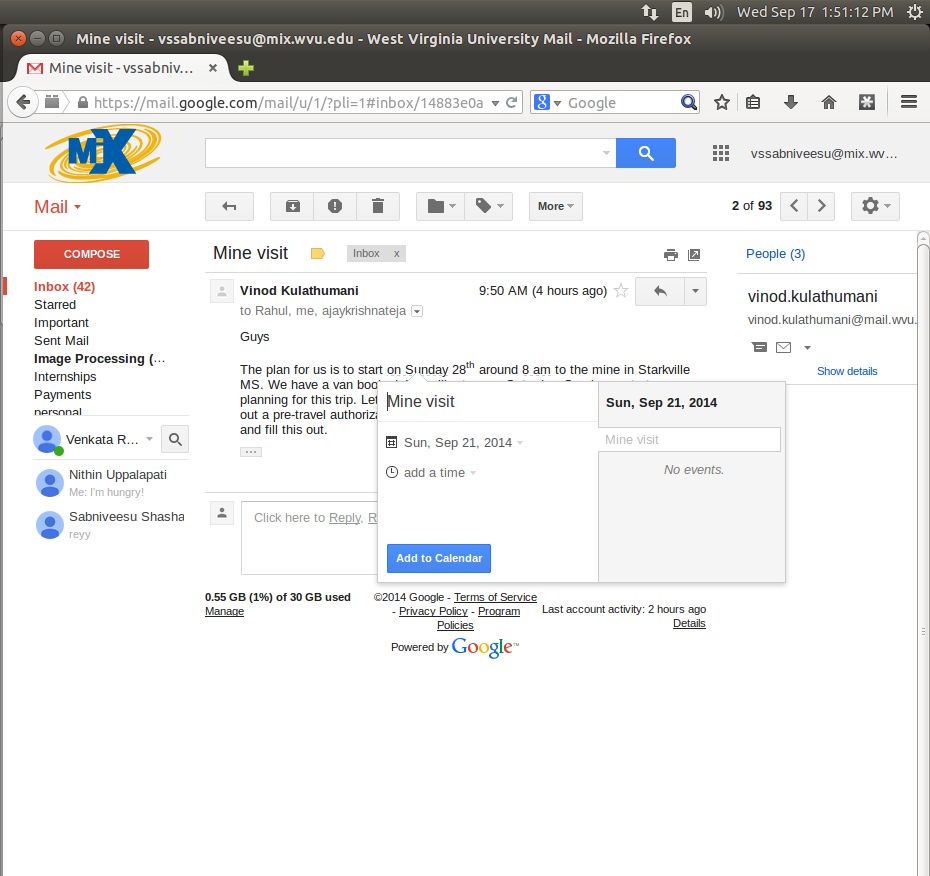 En Wed Sep 17 1:51:12 PM
Mine visit - vssabniveesu@mix.wvu.edu - West Virginia University Mail - Mozilla Firefox
Mine visit - vssabniv...
https://mail.google.com/mail/u/1/?pli=1#inbox/14883e0a
8 Google
MiX
vssabniveesu@mix.wv...
Mail
More
2 of 93
COMPOSE
Inbox (42)
Starred
Important
Sent Mail
Image Processing (...
Internships
Payments
personal
Venkata R...
Nithin Uppalapati
Me: I'm hungry!
Sabniveesu Shasha
reyy
Mine visit
Inbox x
Vinod Kulathumani
9:50 AM (4 hours ago)
to Rahul, me, ajaykrishnateja
Guys
The plan for us is to start on Sunday 28th around 8 am to the mine in Starkville
MS. We have a van
planning for this trip. Let
out a pre-travel
and fill this out.
...
Mine visit
Sun, Sep 21, 2014
add a time
Add to Calendar
Sun, Sep 21, 2014
Mine visit
No events.
Click here to Reply, R
People (3)
vinod.kulathumani
vinod.kulathumani@mail.wvu.
Show details
0.55 GB (1%) of 30 GB used
Manage
©2014 Google - Terms of Service
- Privacy Policy - Program
Policies
Powered by Google™
Last account activity: 2 hours ago
Details